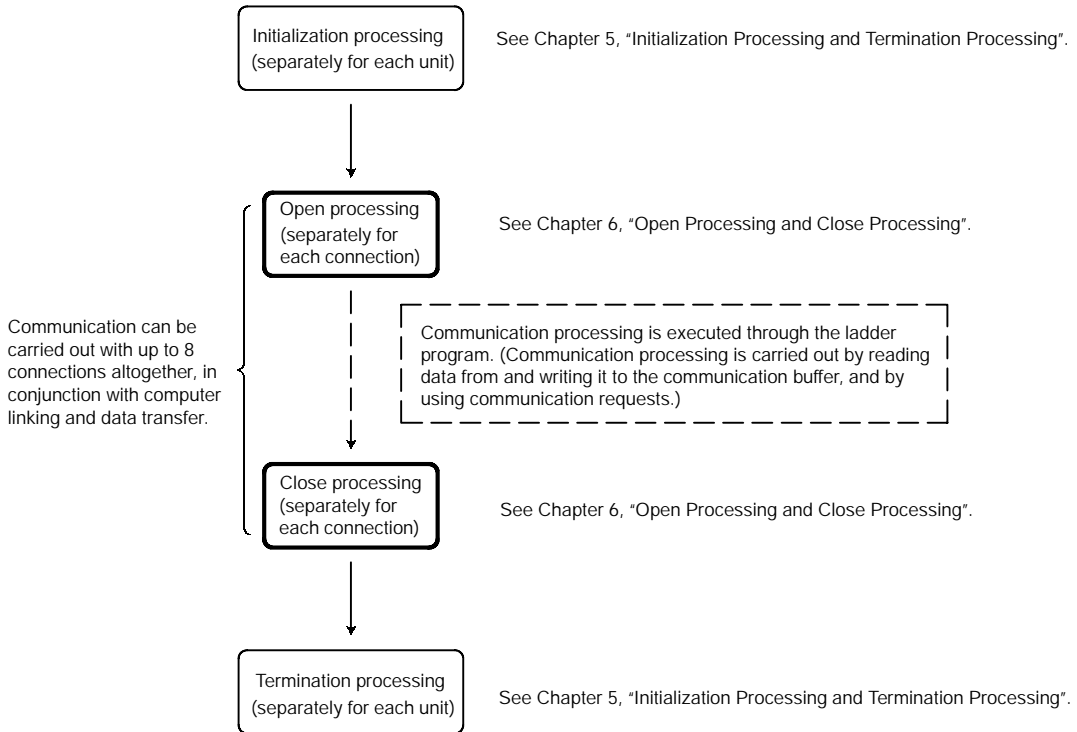 Initialization processing
(separately for each unit)
See Chapter 5, "Initialization Processing and Termination Processing".
Open processing
(separately for
each connection)
See Chapter 6, "Open Processing and Close Processing".
Communication can be
carried out with up to 8
connections altogether, in
conjunction with computer
linking and data transfer.
Communication processing is executed through the ladder
program. (Communication processing is carried out by reading
data from and writing it to the communication buffer, and by
using communication requests.)
Close processing
(separately for
each connection)
See Chapter 6, "Open Processing and Close Processing".
Termination processing
(separately for each unit)
See Chapter 5, "Initialization Processing and Termination Processing".